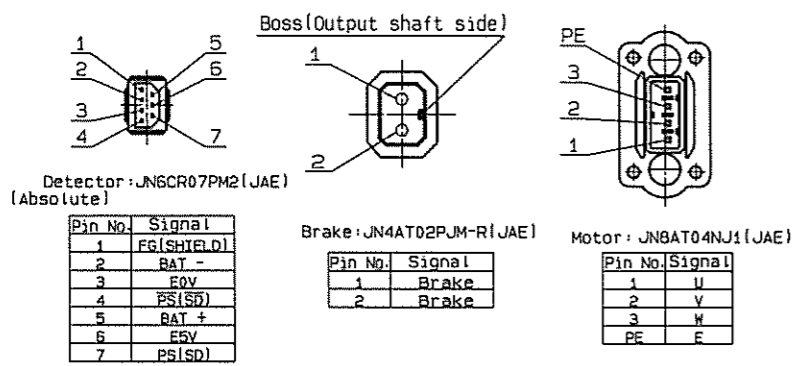 Boss(Output shaft side)
1
2
3
4
5
6
7
1
2
PE
3
2
1
Detector:JN6CR07PM2(JAE)
(Absolute)
Pin No. Signal
1 FG(SHIELD)
2 BAT -
3 E0V
4 P̅S̅(S̅D̅)
5 BAT +
6 E5V
7 PS(SD)
Brake:JN4AT02PJM-R(JAE)
Pin No. Signal
1 Brake
2 Brake
Motor: JN8AT04NJ1(JAE)
Pin No. Signal
1 U
2 V
3 W
PE E